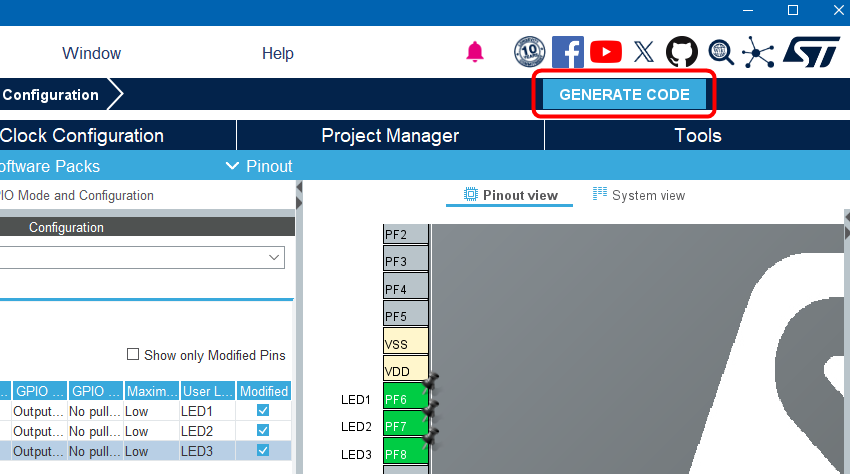 Window Help
10
ST
Configuration GENERATE CODE
Clock Configuration Project Manager Tools
oftware Packs Pinout
IO Mode and Configuration Pinout view System view
Configuration
PF2
PF3
PF4
PF5
VSS
VDD
Show only Modified Pins
... GPIO ... GPIO ... Maxim... User L... Modified
Output... No pull... Low LED1
Output... No pull... Low LED2
Output... No pull... Low LED3
LED1 PF6
LED2 PF7
LED3 PF8